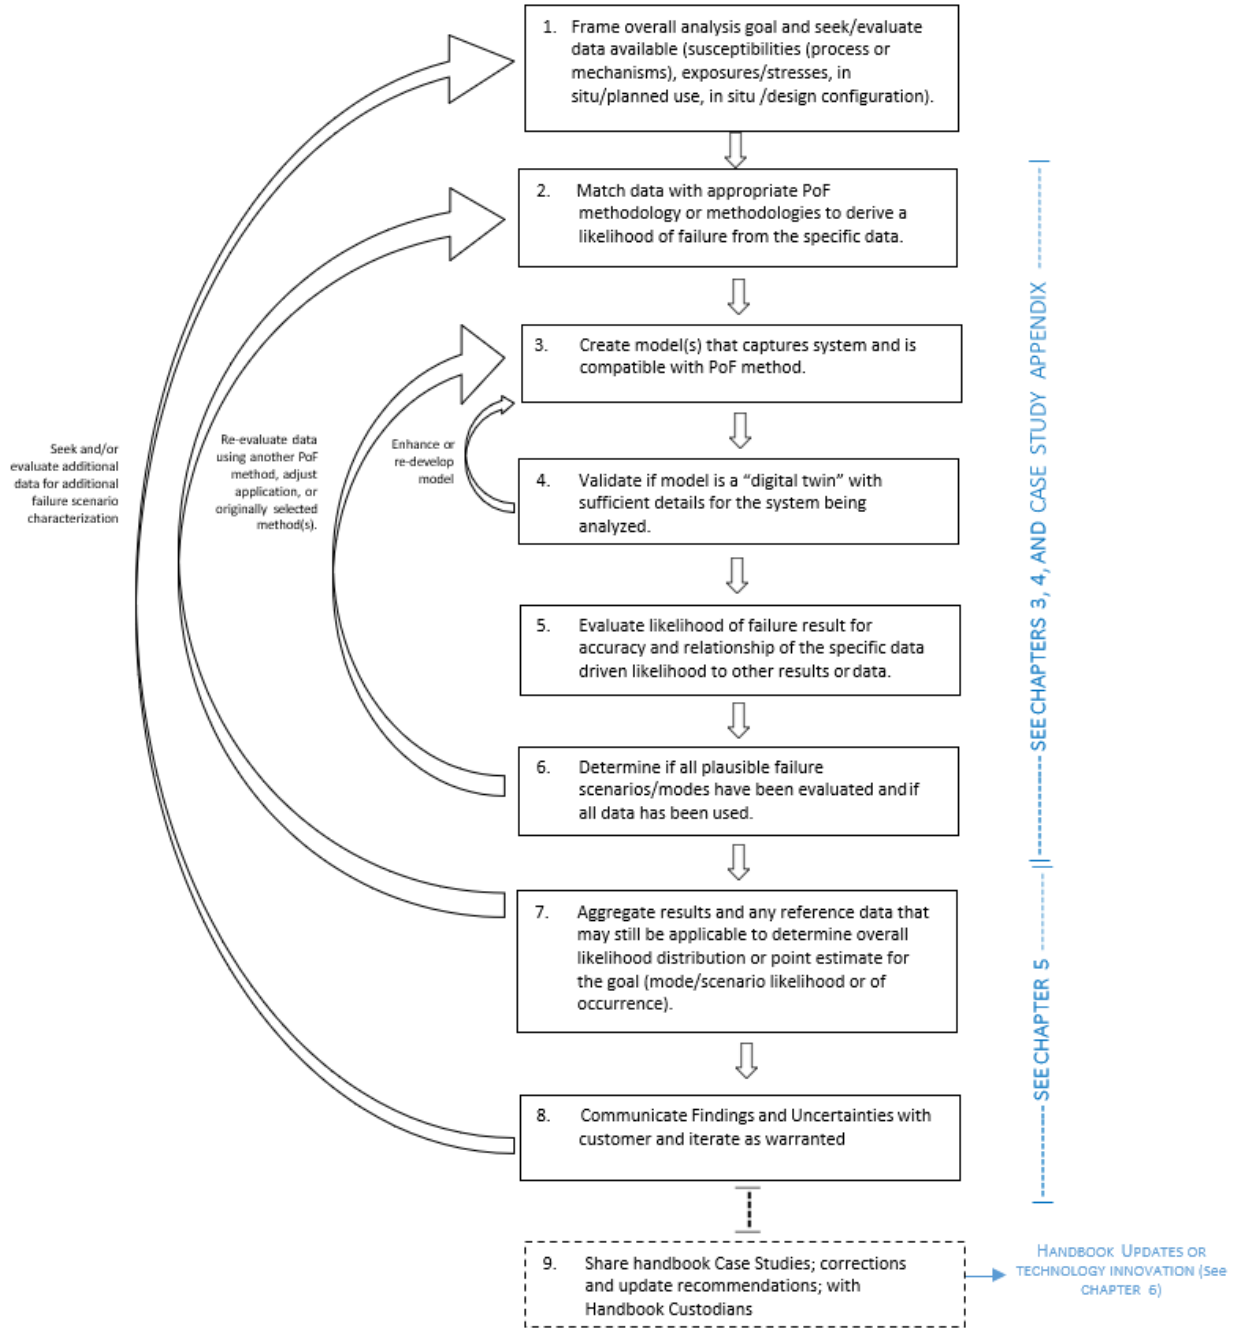 1. Frame overall analysis goal and seek/evaluate
data available (susceptibilities (process or
mechanisms), exposures/stresses, in
situ/planned use, in situ /design configuration).
2. Match data with appropriate PoF
methodology or methodologies to derive a
likelihood of failure from the specific data.
3. Create model(s) that captures system and is
compatible with PoF method.
4. Validate if model is a “digital twin” with
sufficient details for the system being
analyzed.
5. Evaluate likelihood of failure result for
accuracy and relationship of the specific data
driven likelihood to other results or data.
6. Determine if all plausible failure
scenarios/modes have been evaluated and if
all data has been used.
7. Aggregate results and any reference data that
may still be applicable to determine overall
likelihood distribution or point estimate for
the goal (mode/scenario likelihood or of
occurrence).
8. Communicate Findings and Uncertainties with
customer and iterate as warranted
9. Share handbook Case Studies; corrections
and update recommendations; with
Handbook Custodians
Seek and/or
evaluate additional
data for additional
failure scenario
characterization
Re-evaluate data
using another PoF
method, adjust
application, or
originally selected
method(s).
Enhance or
re-develop
model
SEE CHAPTERS 3, 4, AND CASE STUDY APPENDIX
SEE CHAPTER 5
HANDBOOK UPDATES OR
TECHNOLOGY INNOVATION (See
CHAPTER 6)